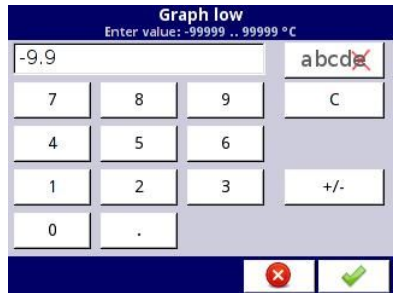 Graph low
Enter value: -99999 .. 99999 °C
-9.9
abcde
7 8 9 C
4 5 6
1 2 3 +/-
0 .